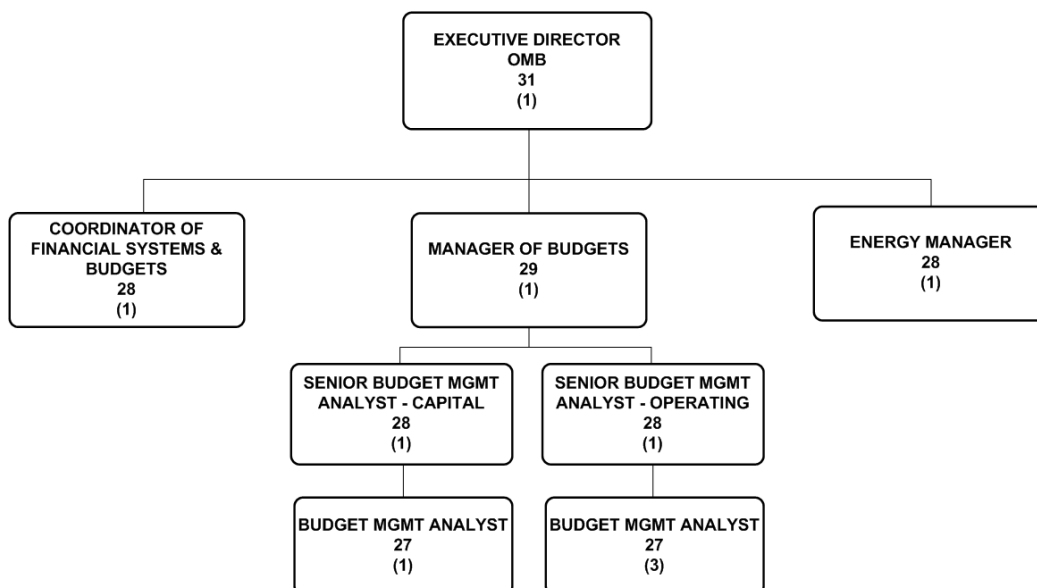 EXECUTIVE DIRECTOR
OMB
31
(1)
COORDINATOR OF
FINANCIAL SYSTEMS &
BUDGETS
28
(1)
MANAGER OF BUDGETS
29
(1)
ENERGY MANAGER
28
(1)
SENIOR BUDGET MGMT
ANALYST - CAPITAL
28
(1)
SENIOR BUDGET MGMT
ANALYST - OPERATING
28
(1)
BUDGET MGMT ANALYST
27
(1)
BUDGET MGMT ANALYST
27
(3)